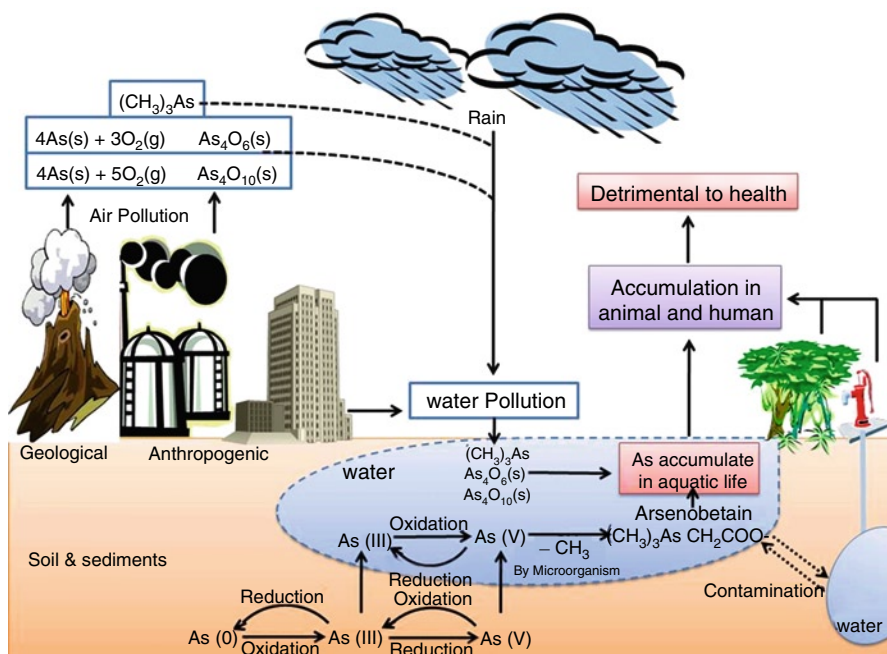 (CH₃)₃As
4As(s) + 3O₂(g) As₄O₆(s)
4As(s) + 5O₂(g) As₄O₁₀(s)
Air Pollution
Rain
Detrimental to health
Accumulation in
animal and human
water Pollution
Geological
Anthropogenic
water
(CH₃)₃As
As₄O₆(s)
As₄O₁₀(s)
As accumulate
in aquatic life
Arsenobetain
As (III)
Oxidation
As (V)
– CH₃
By Microorganism
(CH₃)₃As CH₂COO-
Reduction
Soil & sediments
Contamination
water
Reduction
Oxidation
As (0)
Oxidation
As (III)
Reduction
As (V)